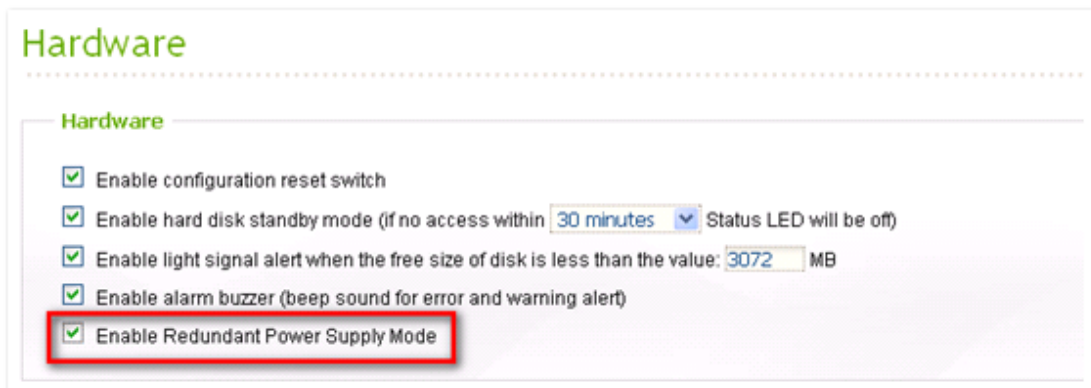 Hardware
Hardware
Enable configuration reset switch
Enable hard disk standby mode (if no access within 30 minutes Status LED will be off)
Enable light signal alert when the free size of disk is less than the value: 3072 MB
Enable alarm buzzer (beep sound for error and warning alert)
Enable Redundant Power Supply Mode